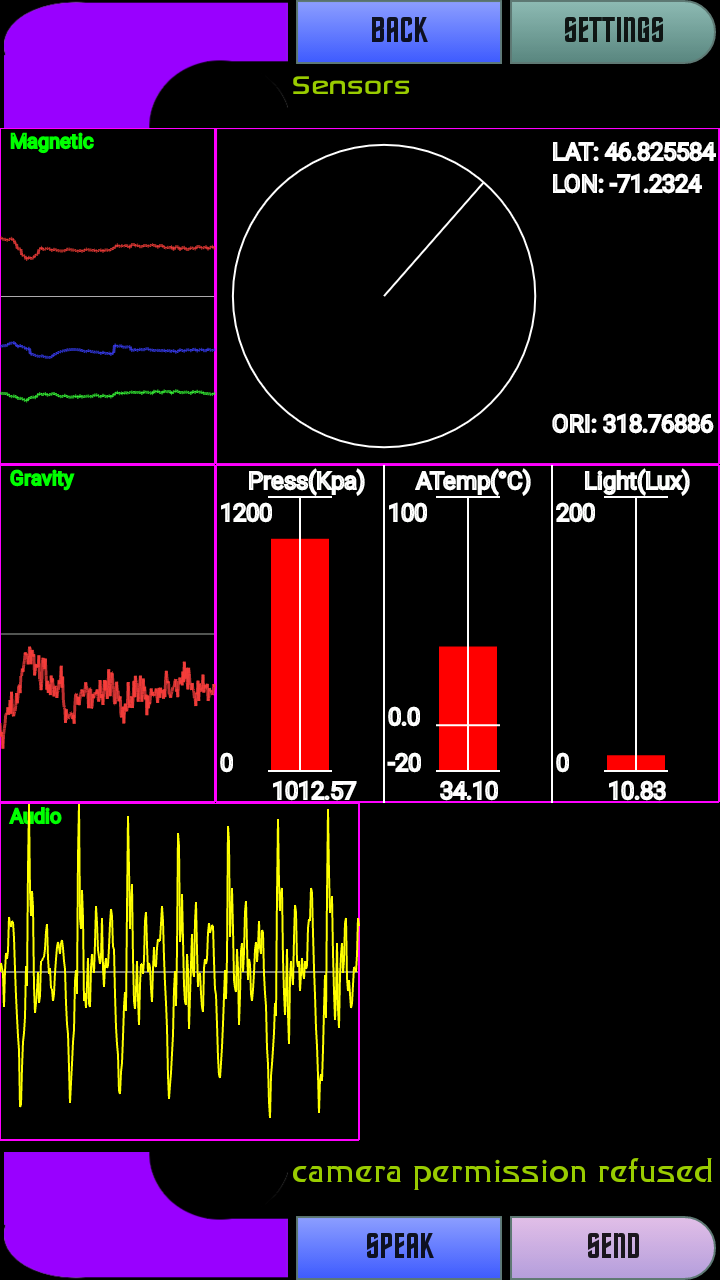 BACK
SETTINGS
Sensors
Magnetic
LAT: 46.825584
LON: -71.2324
ORI: 318.76886
Gravity
Press(Kpa)
ATemp(°C)
Light(Lux)
1200
100
200
0.0
0
-20
0
1012.57
34.10
10.83
Audio
camera permission refused
SPEAK
SEND